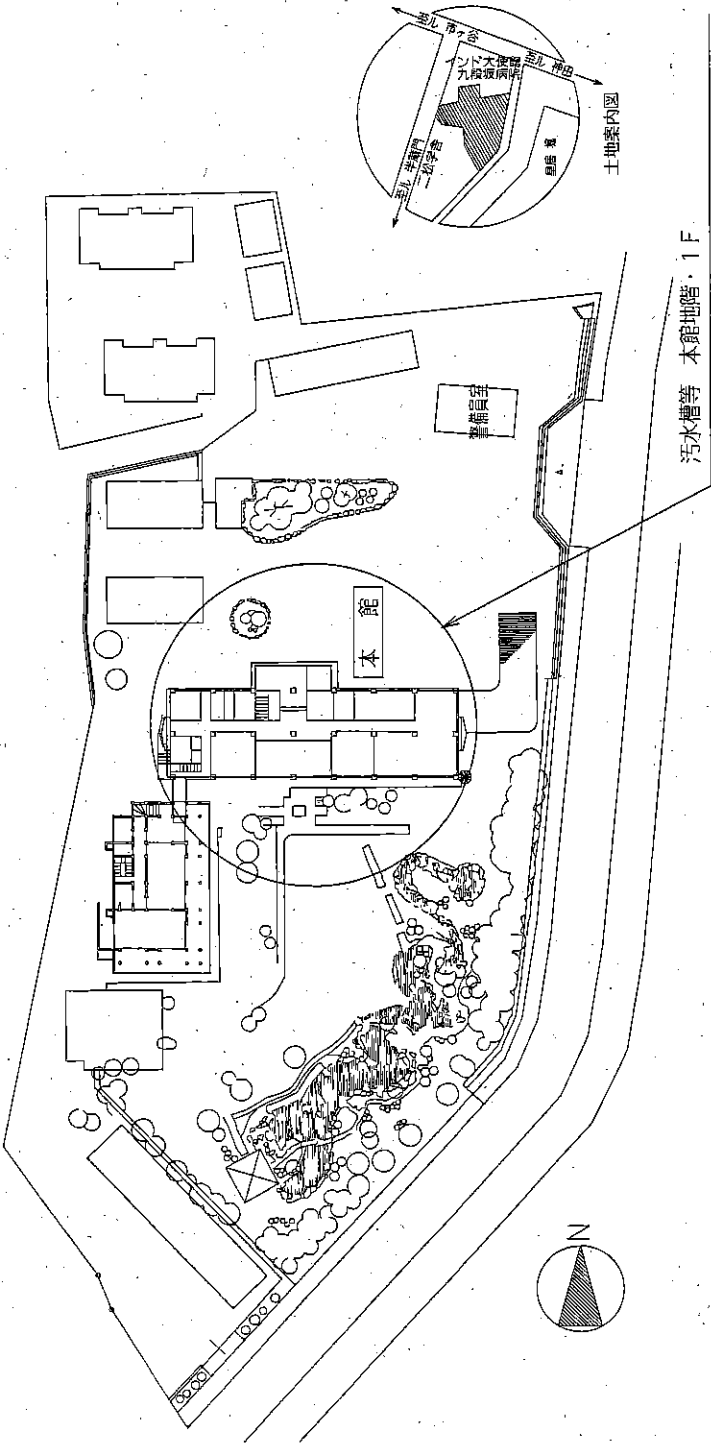 至ル 市ヶ谷
インド大使館
九段坂病院
至ル 神田
至ル 半蔵門
二松学舎
皇居 堀
土地案内図
汚水槽等 本館地階・1F
警備員室
本館
N